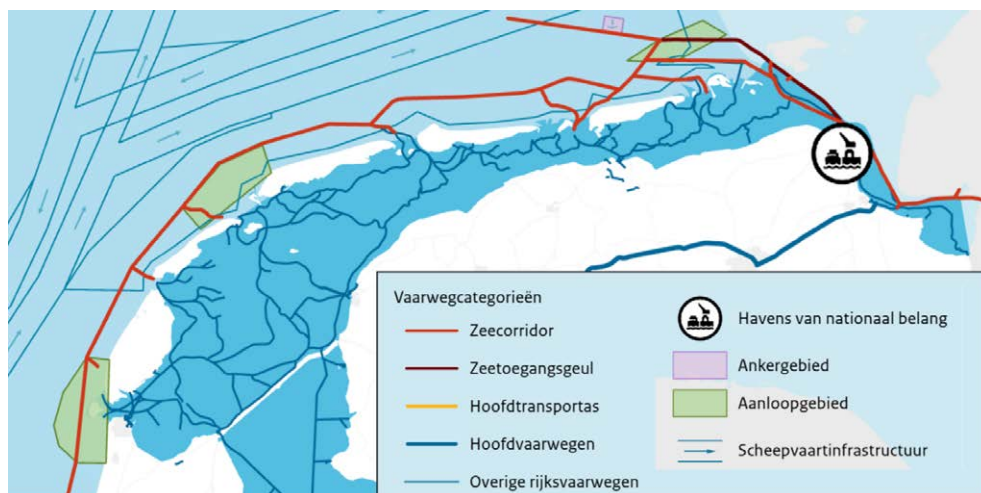 Vaarwegcategorieën
Zeecorridor
Zeetoegangsgeul
Hoofdtransportas
Hoofdvaarwegen
Overige rijksvaarwegen
Havens van nationaal belang
Ankergebied
Aanloopgebied
Scheepvaartinfrastructuur